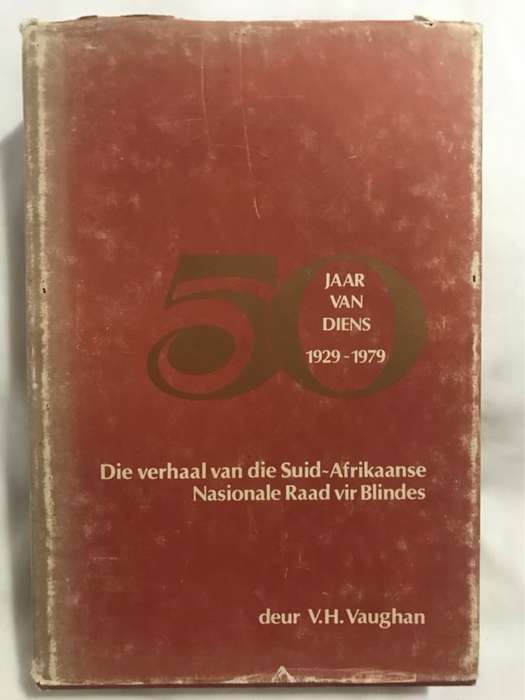 50
JAAR
VAN
DIENS
1929-1979
Die verhaal van die Suid-Afrikaanse
Nasionale Raad vir Blindes
deur V.H. Vaughan